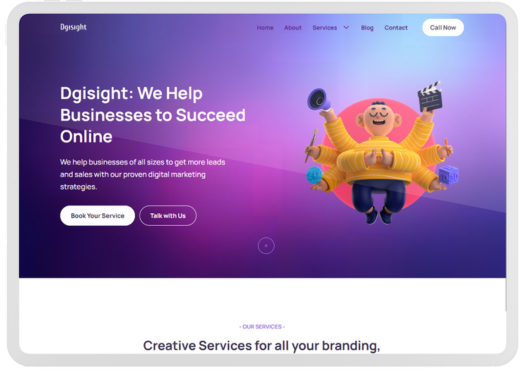 Dgisight
Home About Services Blog Contact Call Now
Dgisight: We Help
Businesses to Succeed
Online
We help businesses of all sizes to get more leads
and sales with our proven digital marketing
strategies.
Book Your Service Talk with Us
- OUR SERVICES -
Creative Services for all your branding,